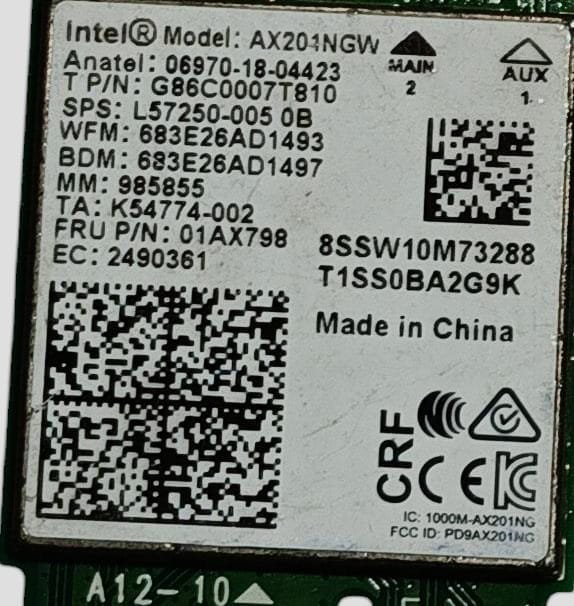 Intel® Model: AX201NGW
MAIN
2
AUX
1
Anatel: 06970-18-04423
T P/N: G86C0007T810
SPS: L57250-005 0B
WFM: 683E26AD1493
BDM: 683E26AD1497
MM: 985855
TA: K54774-002
FRU P/N: 01AX798
EC: 2490361
8SSW10M73288
T1SS0BA2G9K
Made in China
CRF
CE
IC: 1000M-AX201NG
FCC ID: PD9AX201NG
A12-10